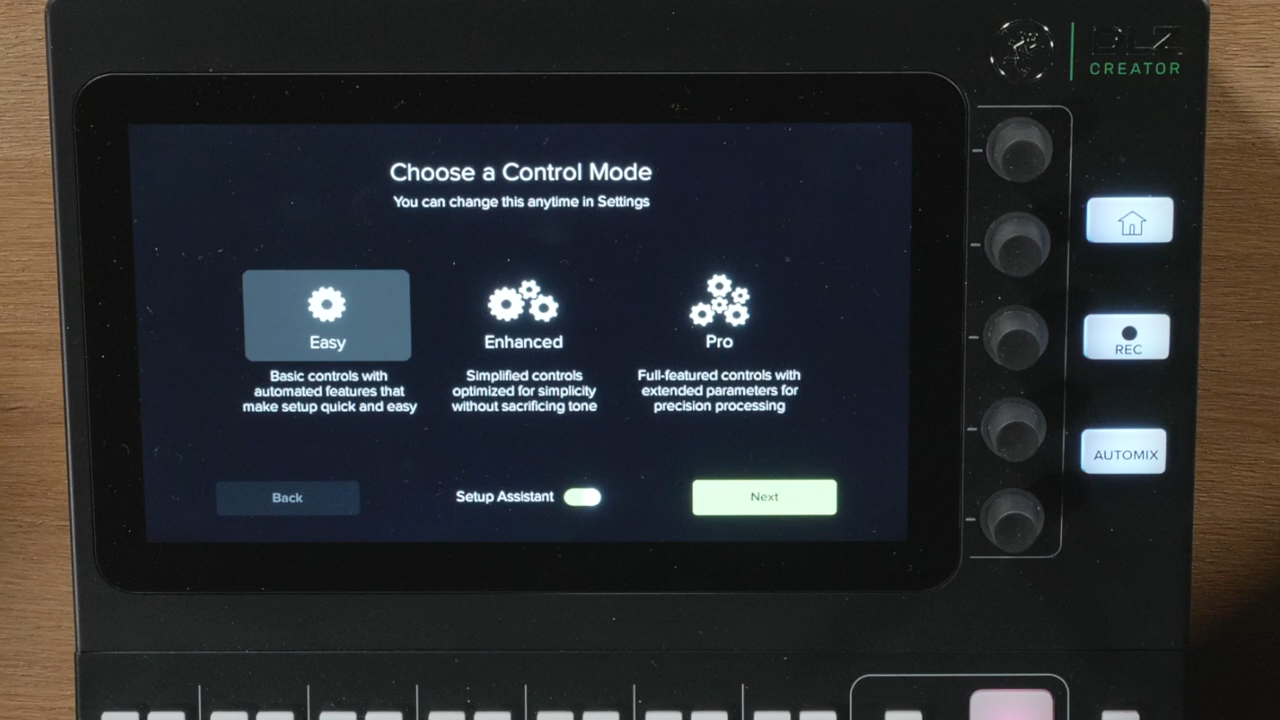 DLZ
CREATOR
Choose a Control Mode
You can change this anytime in Settings
Easy
Basic controls with
automated features that
make setup quick and easy
Enhanced
Simplified controls
optimized for simplicity
without sacrificing tone
Pro
Full-featured controls with
extended parameters for
precision processing
Back
Setup Assistant
Next
REC
AUTOMIX